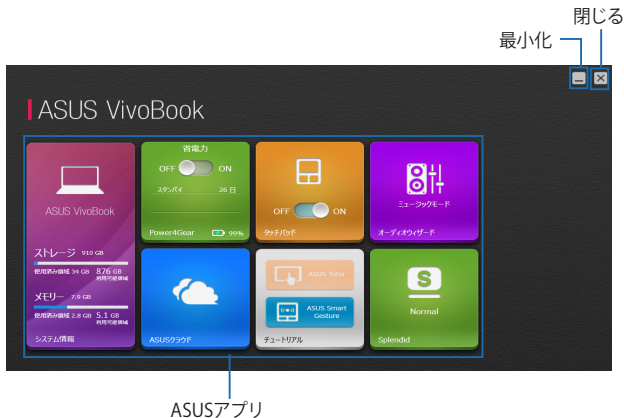 閉じる
最小化
ASUS VivoBook
省電力
OFF ON
スタンバイ 26 日
Power4Gear 99%
OFF ON
タッチパッド
ミュージックモード
オーディオウィザード
ASUS VivoBook
ストレージ 910 GB
使用済み領域 34 GB 876 GB
利用可能領域
メモリー 7.9 GB
使用済み領域 2.8 GB 5.1 GB
利用可能領域
システム情報
ASUSクラウド
ASUS Tutor
ASUS Smart
Gesture
チュートリアル
S
Normal
Splendid
ASUSアプリ